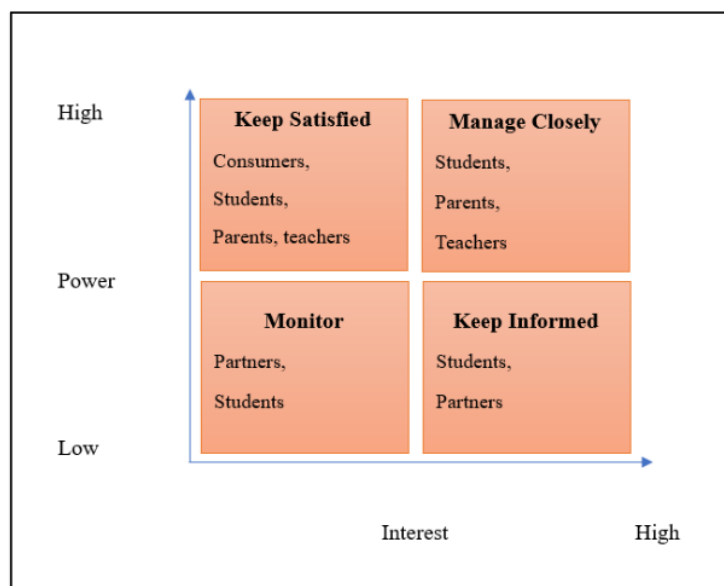 High
Keep Satisfied
Consumers,
Students,
Parents, teachers
Manage Closely
Students,
Parents,
Teachers
Power
Monitor
Partners,
Students
Keep Informed
Students,
Partners
Low
Interest
High